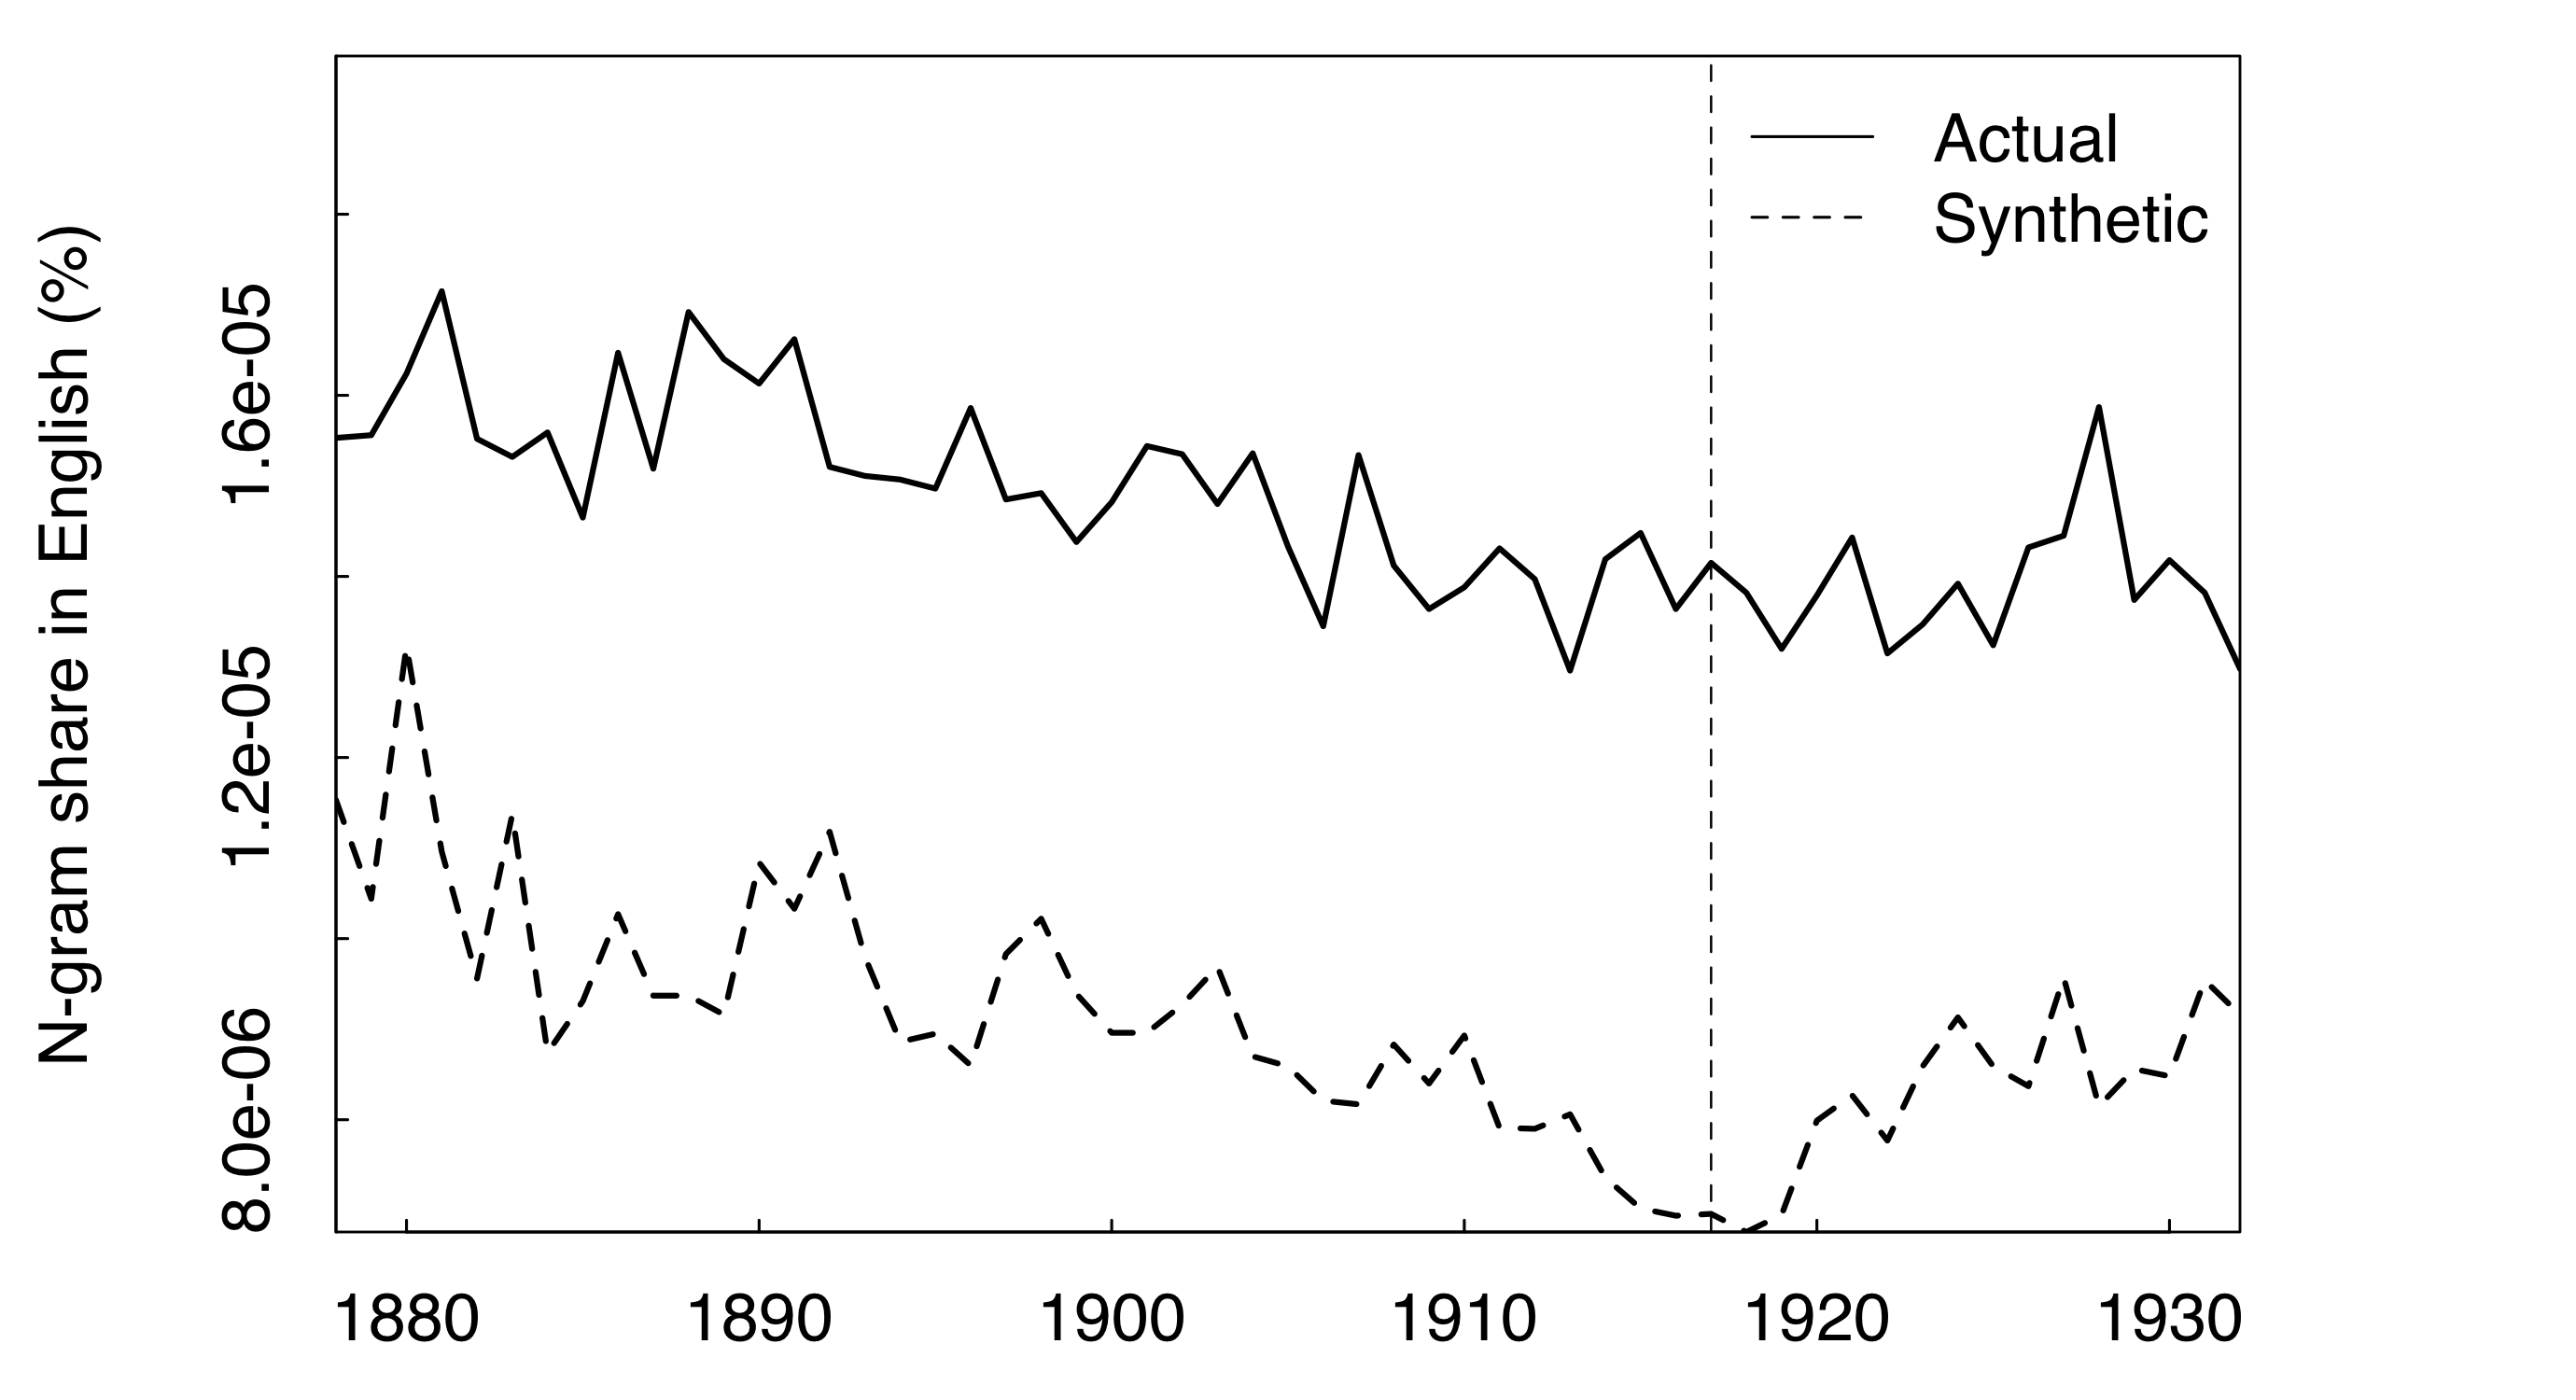 Actual
Synthetic
N-gram share in English (%)
1.6e-05
1.2e-05
8.0e-06
1880 1890 1900 1910 1920 1930